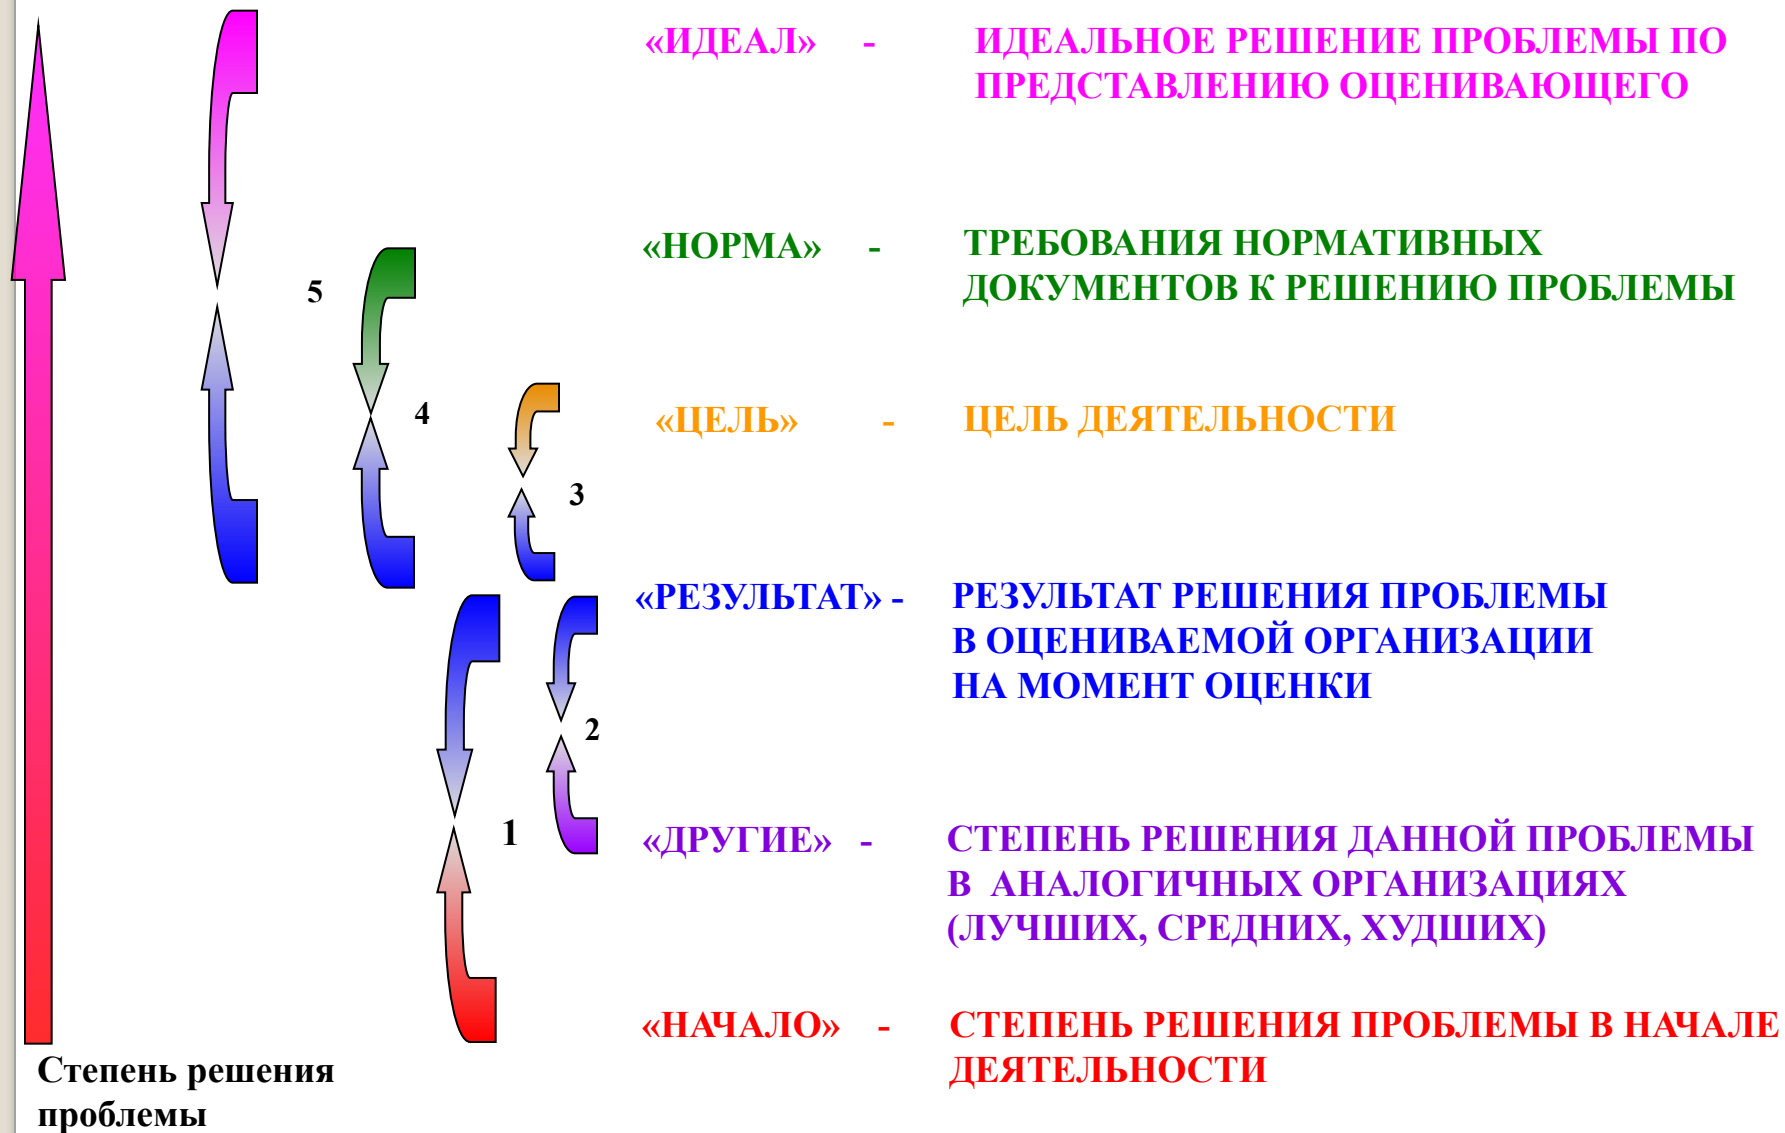 «ИДЕАЛ» - ИДЕАЛЬНОЕ РЕШЕНИЕ ПРОБЛЕМЫ ПО
ПРЕДСТАВЛЕНИЮ ОЦЕНИВАЮЩЕГО
«НОРМА» - ТРЕБОВАНИЯ НОРМАТИВНЫХ
ДОКУМЕНТОВ К РЕШЕНИЮ ПРОБЛЕМЫ
5
4
«ЦЕЛЬ» - ЦЕЛЬ ДЕЯТЕЛЬНОСТИ
3
«РЕЗУЛЬТАТ» - РЕЗУЛЬТАТ РЕШЕНИЯ ПРОБЛЕМЫ
В ОЦЕНИВАЕМОЙ ОРГАНИЗАЦИИ
НА МОМЕНТ ОЦЕНКИ
2
1
«ДРУГИЕ» - СТЕПЕНЬ РЕШЕНИЯ ДАННОЙ ПРОБЛЕМЫ
В АНАЛОГИЧНЫХ ОРГАНИЗАЦИЯХ
(ЛУЧШИХ, СРЕДНИХ, ХУДШИХ)
«НАЧАЛО» - СТЕПЕНЬ РЕШЕНИЯ ПРОБЛЕМЫ В НАЧАЛЕ
ДЕЯТЕЛЬНОСТИ
Степень решения
проблемы